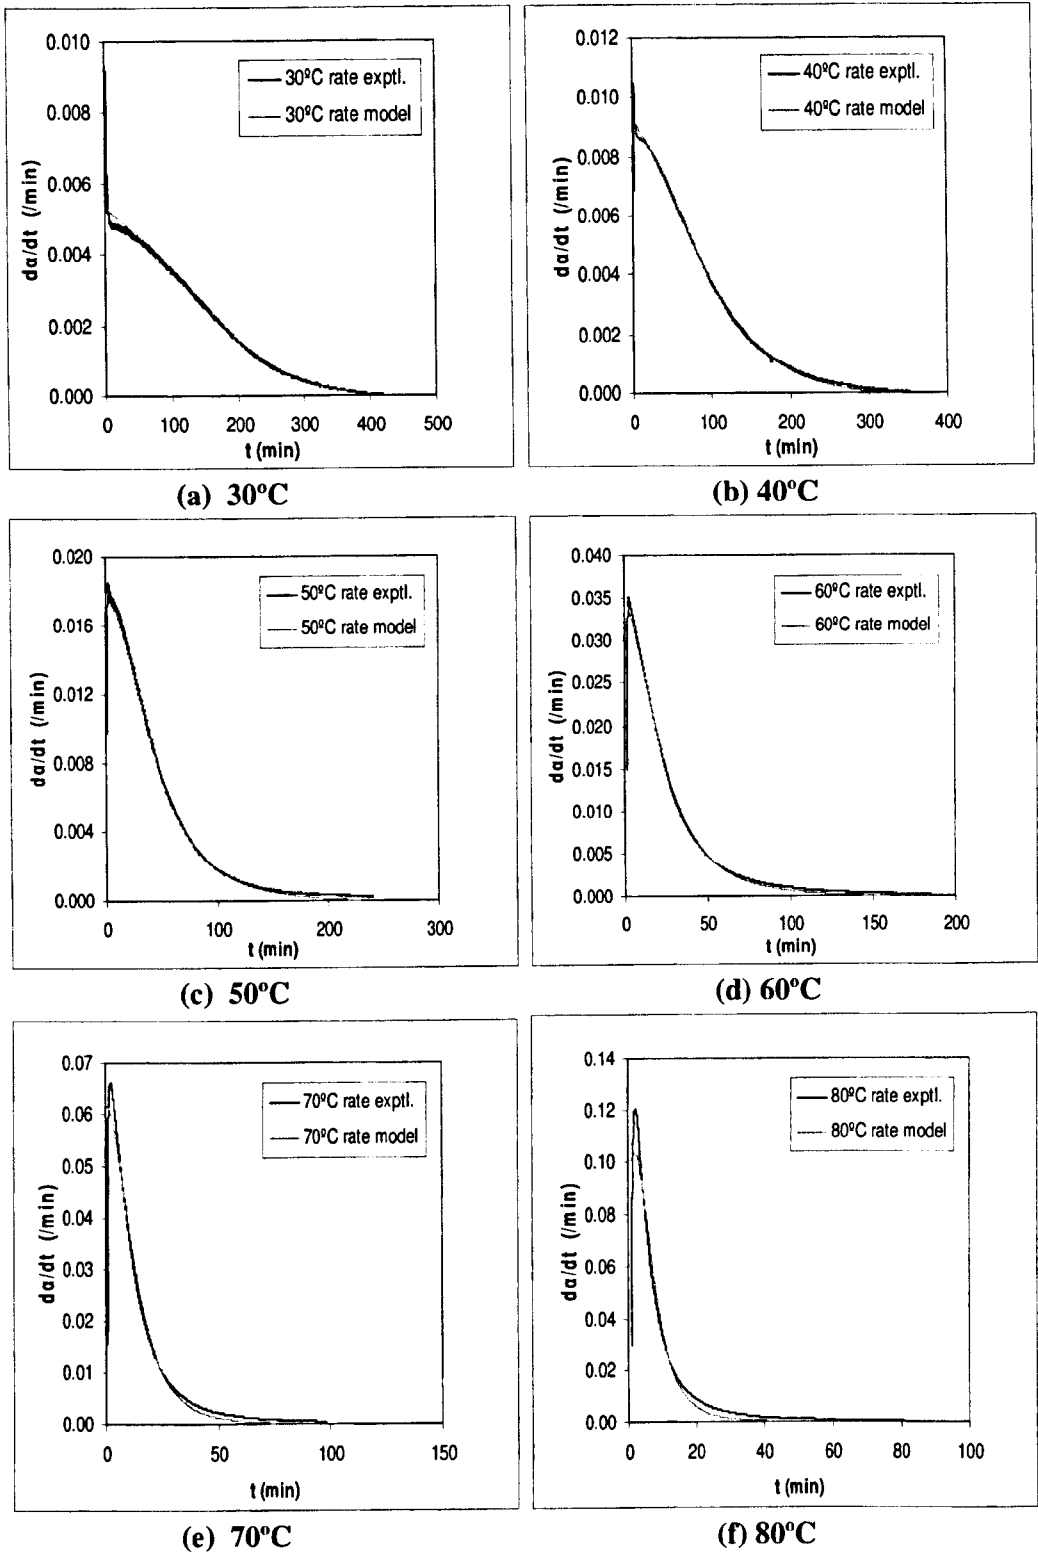 0.010
0.008
0.006
0.004
0.002
0.000
dα/dt (/min)
30ºC rate exptl.
30ºC rate model
0 100 200 300 400 500
t (min)
(a) 30ºC
0.012
0.010
0.008
0.006
0.004
0.002
0.000
dα/dt (/min)
40ºC rate exptl.
40ºC rate model
0 100 200 300 400
t (min)
(b) 40ºC
0.020
0.016
0.012
0.008
0.004
0.000
dα/dt (/min)
50ºC rate exptl.
50ºC rate model
0 100 200 300
t (min)
(c) 50ºC
0.040
0.035
0.030
0.025
0.020
0.015
0.010
0.005
0.000
dα/dt (/min)
60ºC rate exptl.
60ºC rate model
0 50 100 150 200
t (min)
(d) 60ºC
0.07
0.06
0.05
0.04
0.03
0.02
0.01
0.00
dα/dt (/min)
70ºC rate exptl.
70ºC rate model
0 50 100 150
t (min)
(e) 70ºC
0.14
0.12
0.10
0.08
0.06
0.04
0.02
0.00
dα/dt (/min)
80ºC rate exptl.
80ºC rate model
0 20 40 60 80 100
t (min)
(f) 80ºC